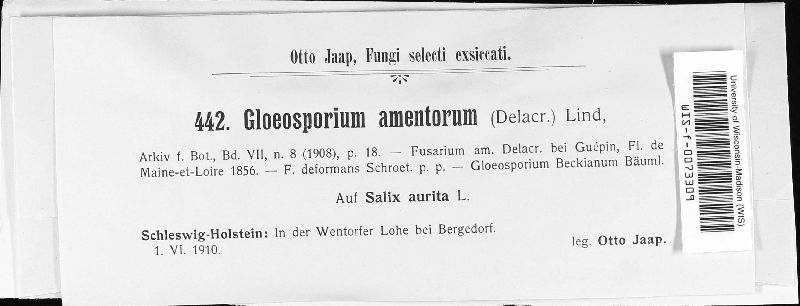 Otto Jaap, Fungi selecti exsiccati.
442. Gloeosporium amentorum (Delacr.) Lind,
Arkiv f. Bot., Bd. VII, n. 8 (1908), p. 18. — Fusarium am. Delacr. bei Guépin, Fl. de
Maine-et-Loire 1856. — F. deformans Schroet. p. p. — Gloeosporium Beckianum Bäuml.
Auf Salix aurita L.
Schleswig-Holstein: In der Wentorfer Lohe bei Bergedorf.
1. VI. 1910.
leg. Otto Jaap.
University of Wisconsin-Madison (WIS)
WIS-f-0073309